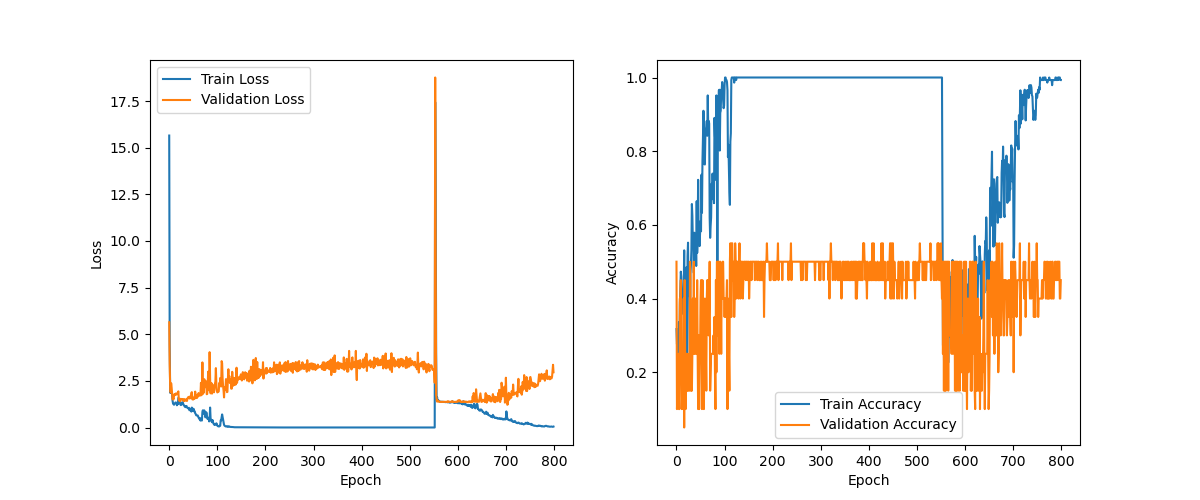 Train Loss
Validation Loss
17.5
15.0
12.5
10.0
7.5
5.0
2.5
0.0
Loss
0 100 200 300 400 500 600 700 800
Epoch
1.0
0.8
0.6
0.4
0.2
Accuracy
Train Accuracy
Validation Accuracy
0 100 200 300 400 500 600 700 800
Epoch